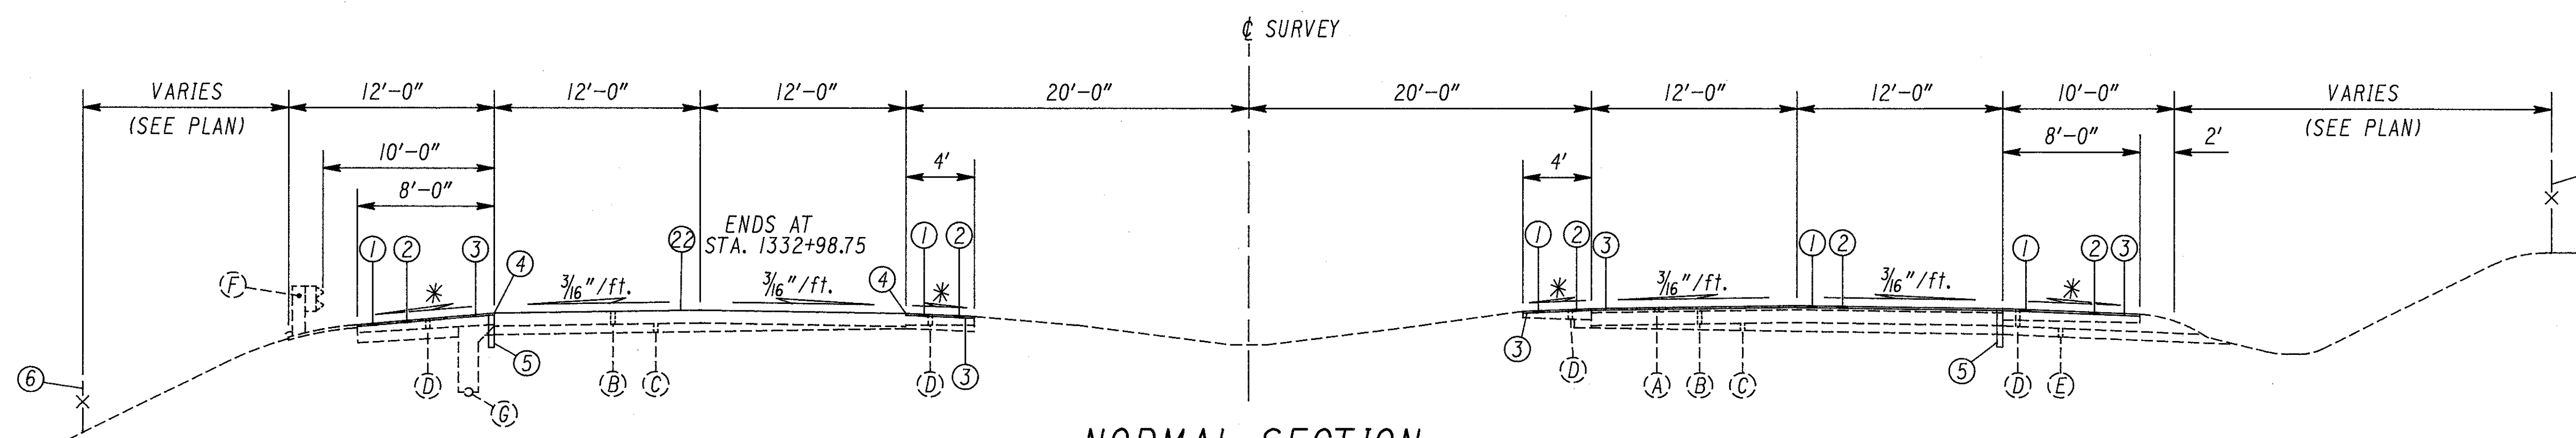 ℄ SURVEY
VARIES
(SEE PLAN)
12'-0"
12'-0"
12'-0"
20'-0"
20'-0"
12'-0"
12'-0"
10'-0"
VARIES
(SEE PLAN)
10'-0"
8'-0"
4'
4'
8'-0"
2'
1
2
3
4
22
ENDS AT
STA. 1332+98.75
4
1
2
1
2
3
1
2
1
2
3
F
*
3/16"/ft.
3/16"/ft.
*
*
3/16"/ft.
3/16"/ft.
*
6
D
G
5
B
C
D
3
3
D
A
B
C
5
D
E